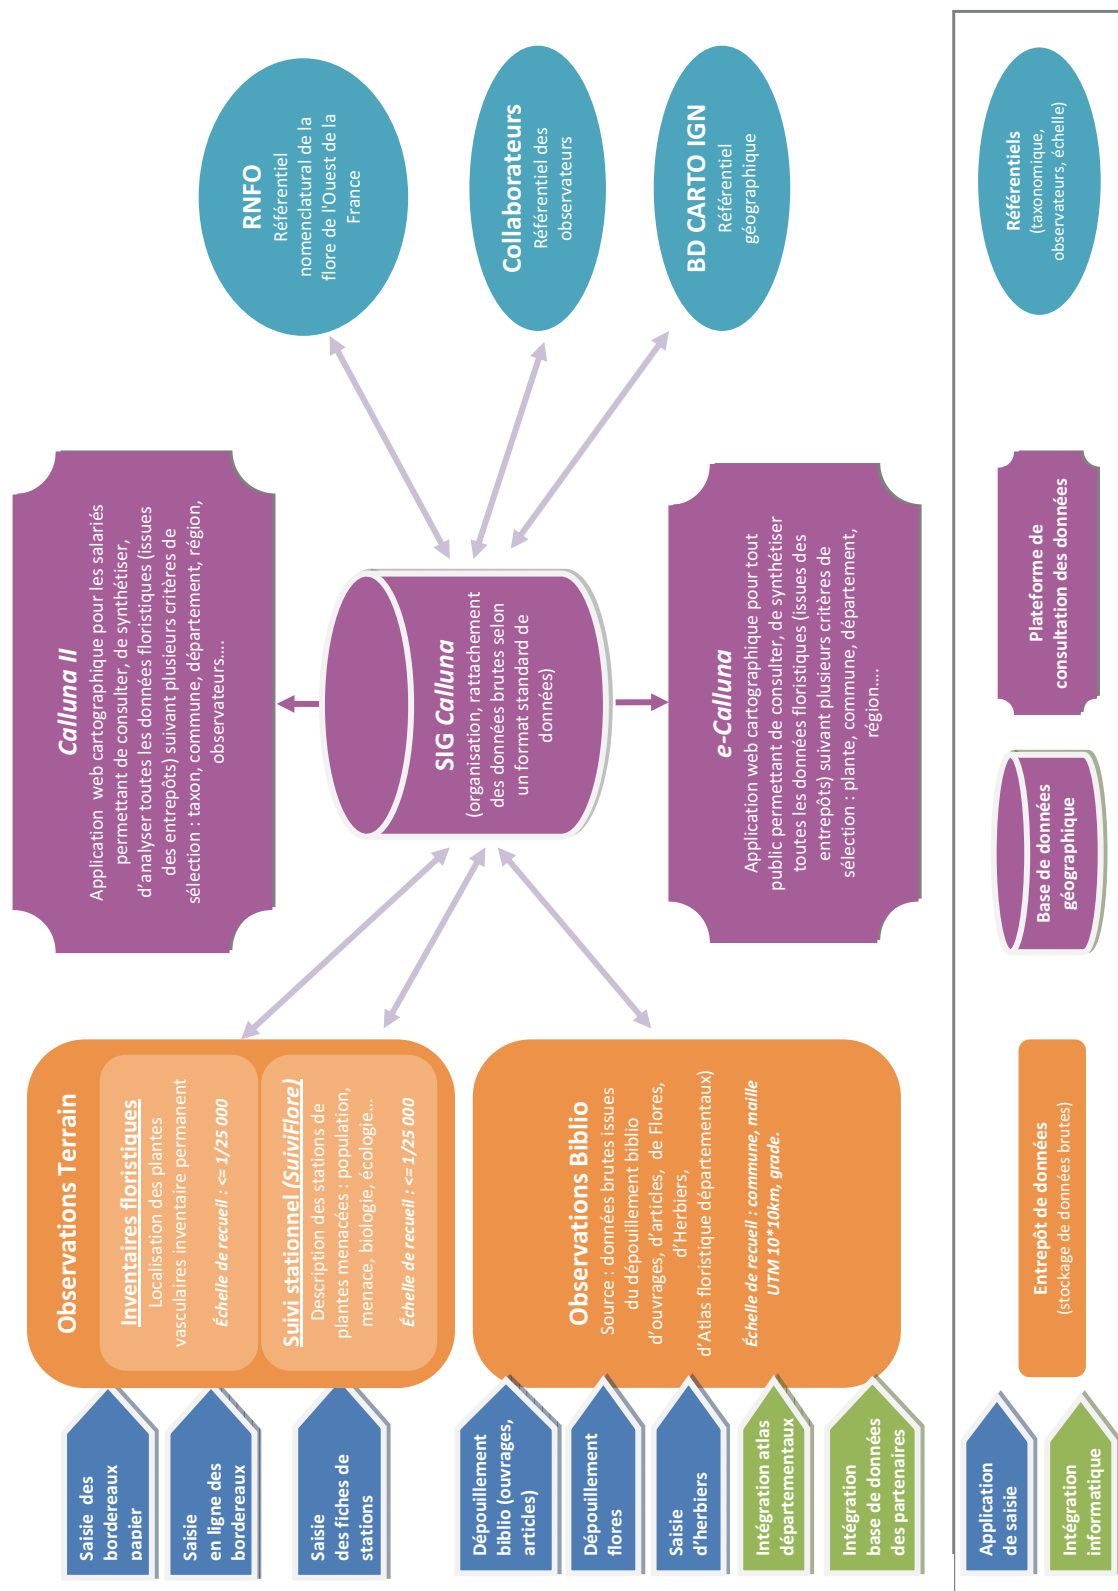 Saisie des
bordereaux
papier
Saisie
en ligne des
bordereaux
Saisie
des fiches de
stations
Dépouillement
biblio (ouvrages,
articles)
Dépouillement
flores
Saisie
d'herbiers
Intégration atlas
départementaux
Intégration
base de données
des partenaires
Observations Terrain
Inventaires floristiques
Localisation des plantes
vasculaires inventaire permanent
Échelle de recueil : <= 1/25 000
Suivi stationnel (SuiviFlore)
Description des stations de
plantes menacées : population,
menace, biologie, écologie...
Échelle de recueil : <= 1/25 000
Observations Biblio
Source : données brutes issues
du dépouillement biblio
d'ouvrages, d'articles, de Flores,
d'Herbiers,
d'Atlas floristique départementaux)
Échelle de recueil : commune, maille
UTM 10*10km, grade.
Calluna II
Application web cartographique pour les salariés
permettant de consulter, de synthétiser,
d'analyser toutes les données floristiques (issues
des entrepôts) suivant plusieurs critères de
sélection : taxon, commune, département, région,
observateurs....
SIG Calluna
(organisation, rattachement
des données brutes selon
un format standard de
données)
e-Calluna
Application web cartographique pour tout
public permettant de consulter, de synthétiser
toutes les données floristiques (issues des
entrepôts) suivant plusieurs critères de
sélection : plante, commune, département,
région....
RNFO
Référentiel
nomenclatural de la
flore de l'Ouest de la
France
Collaborateurs
Référentiel des
observateurs
BD CARTO IGN
Référentiel
géographique
Application
de saisie
Intégration
informatique
Entrepôt de données
(stockage de données brutes)
Base de données
géographique
Plateforme de
consultation des données
Référentiels
(taxonomique,
observateurs, échelle)